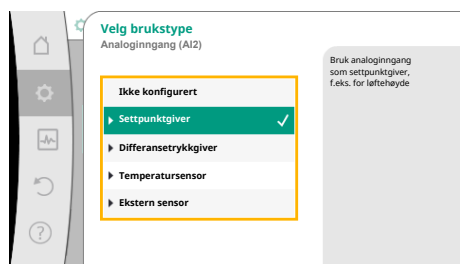 Velg brukstype
Analoginngang (AI2)
Ikke konfigurert
Settpunktgiver
Differansetrykkgiver
Temperatursensor
Ekstern sensor
Bruk analoginngang
som settpunktgiver,
f.eks. for løftehøyde